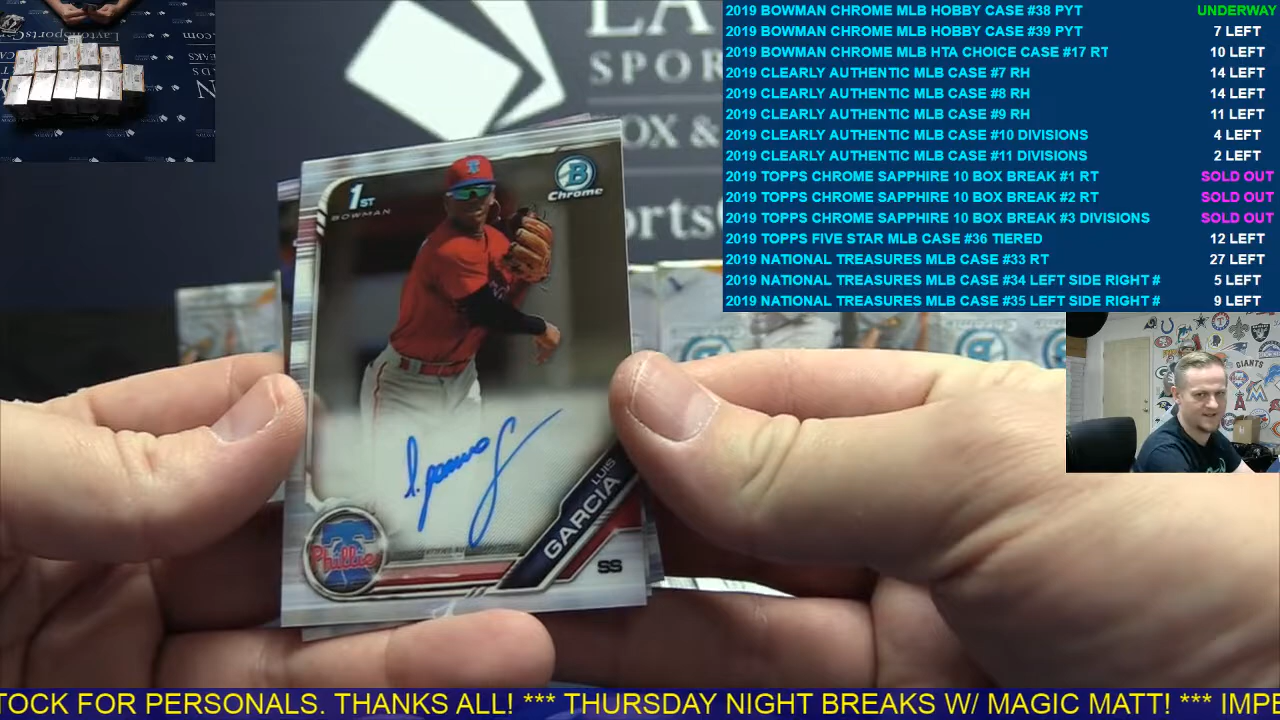 2019 BOWMAN CHROME MLB HOBBY CASE #38 PYT UNDERWAY
2019 BOWMAN CHROME MLB HOBBY CASE #39 PYT 7 LEFT
2019 BOWMAN CHROME MLB HTA CHOICE CASE #17 RT 10 LEFT
2019 CLEARLY AUTHENTIC MLB CASE #7 RH 14 LEFT
2019 CLEARLY AUTHENTIC MLB CASE #8 RH 14 LEFT
2019 CLEARLY AUTHENTIC MLB CASE #9 RH 11 LEFT
2019 CLEARLY AUTHENTIC MLB CASE #10 DIVISIONS 4 LEFT
2019 CLEARLY AUTHENTIC MLB CASE #11 DIVISIONS 2 LEFT
2019 TOPPS CHROME SAPPHIRE 10 BOX BREAK #1 RT SOLD OUT
2019 TOPPS CHROME SAPPHIRE 10 BOX BREAK #2 RT SOLD OUT
2019 TOPPS CHROME SAPPHIRE 10 BOX BREAK #3 DIVISIONS SOLD OUT
2019 TOPPS FIVE STAR MLB CASE #36 TIERED 12 LEFT
2019 NATIONAL TREASURES MLB CASE #33 RT 27 LEFT
2019 NATIONAL TREASURES MLB CASE #34 LEFT SIDE RIGHT # 5 LEFT
2019 NATIONAL TREASURES MLB CASE #35 LEFT SIDE RIGHT # 9 LEFT
LAY
SPOR
OX &
ortsC
1ST
BOWMAN
B
Chrome
LUIS
GARCIA
SS
Phillies
GIANTS
TOCK FOR PERSONALS. THANKS ALL! *** THURSDAY NIGHT BREAKS W/ MAGIC MATT! *** IMPE